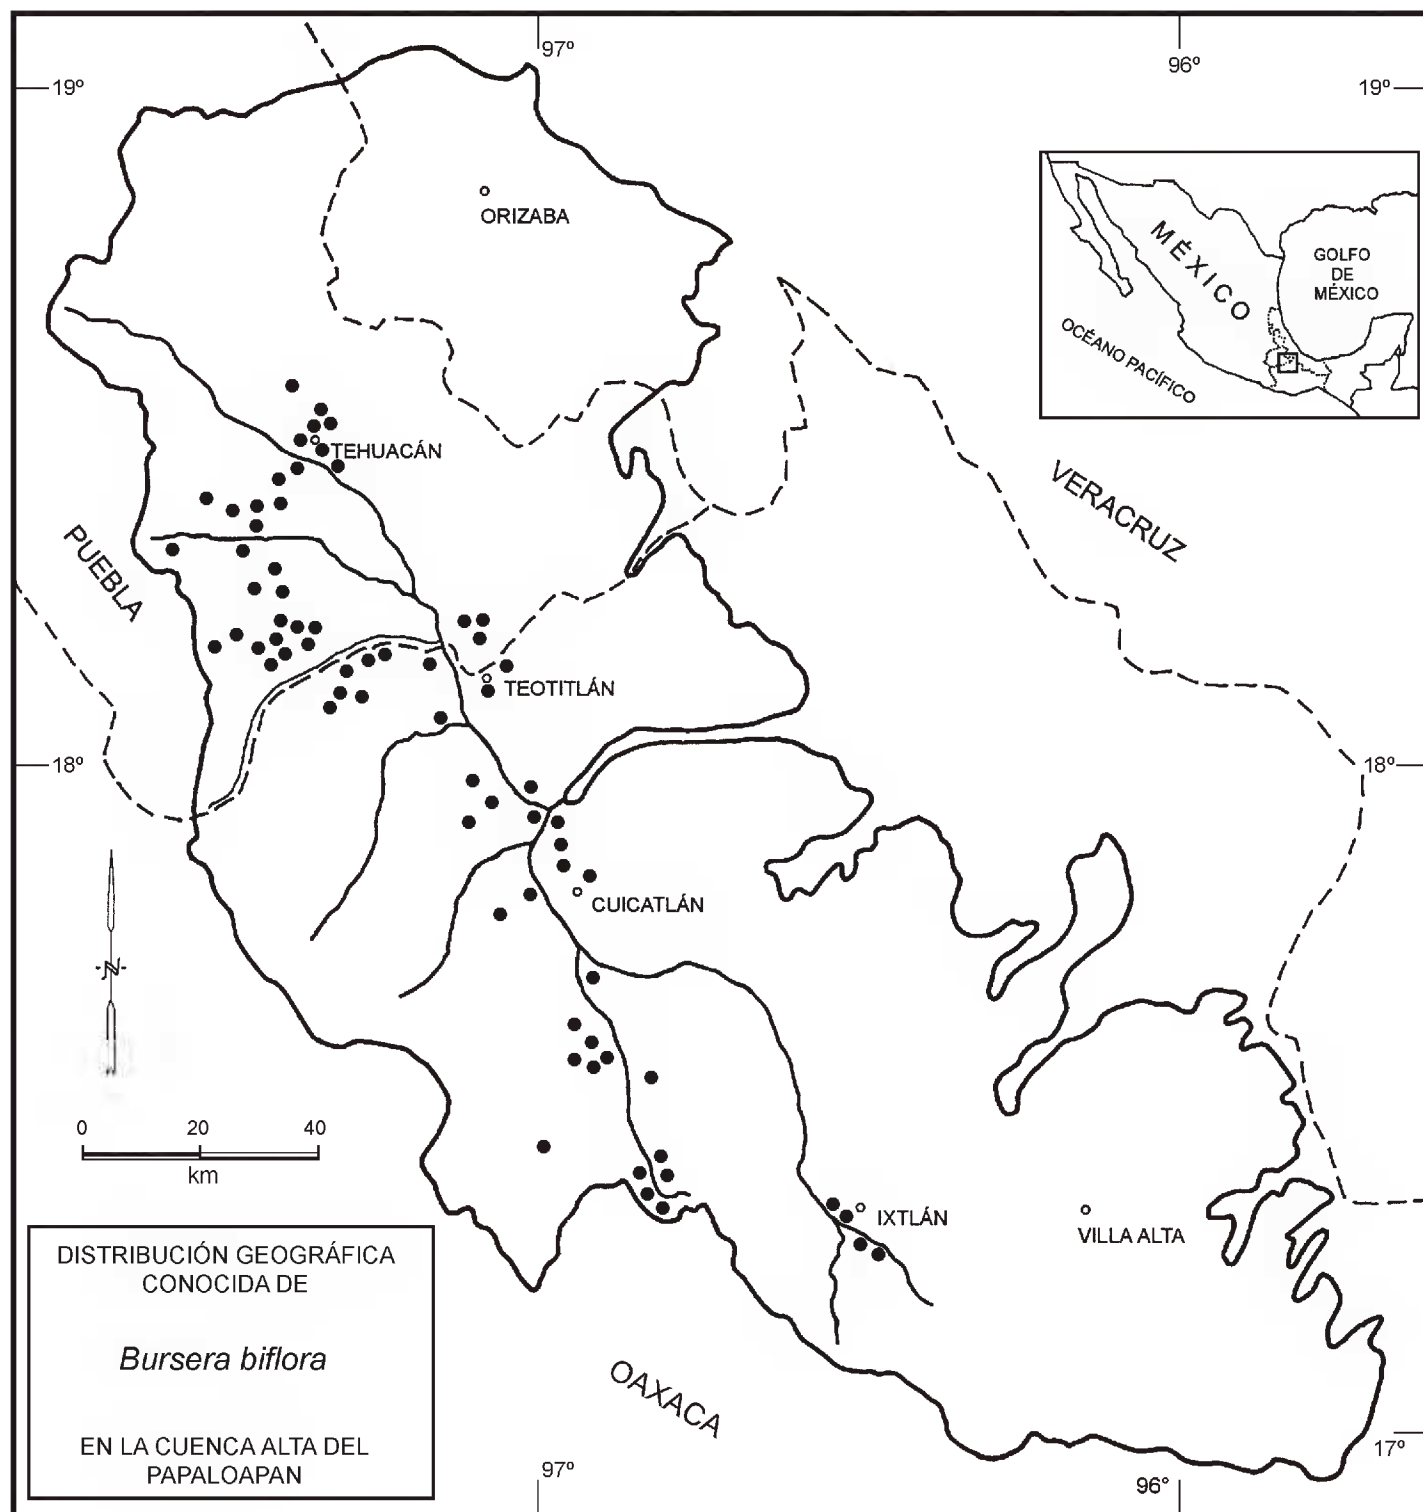 97º
96º
19º
19º
ORIZABA
MÉXICO
GOLFO
DE
MÉXICO
OCÉANO PACÍFICO
TEHUACÁN
VERACRUZ
PUEBLA
TEOTITLÁN
18º
18º
CUICATLÁN
N
0 20 40
km
IXTLÁN
VILLA ALTA
DISTRIBUCIÓN GEOGRÁFICA
CONOCIDA DE
Bursera biflora
EN LA CUENCA ALTA DEL
PAPALOAPAN
OAXACA
17º
97º
96º